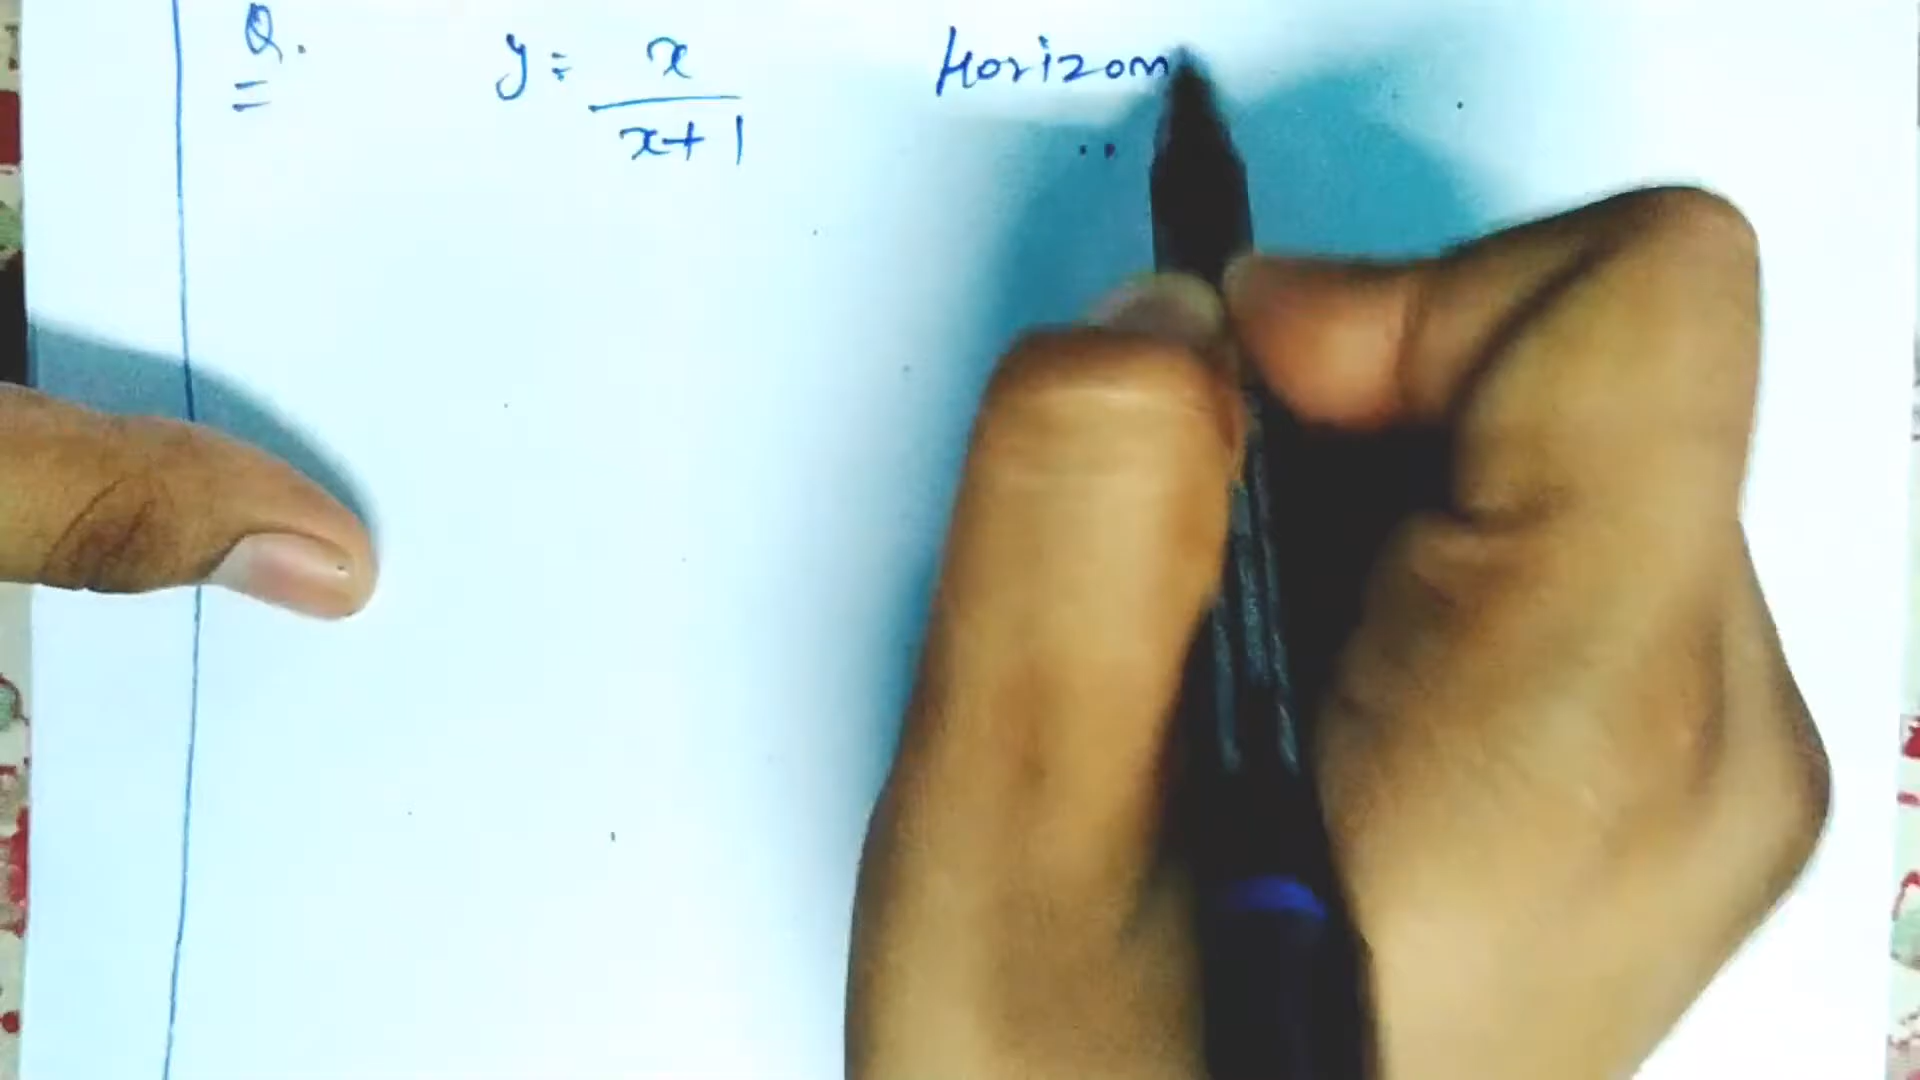 Q. y = x / x+1 Horizon